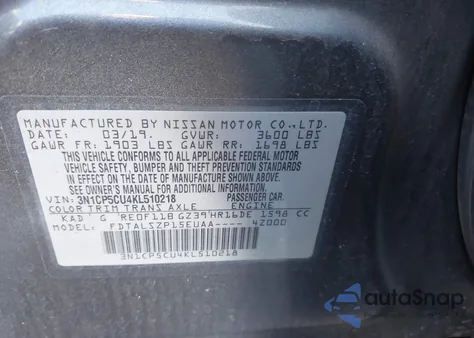 MANUFACTURED BY NISSAN MOTOR CO., LTD.
DATE: 03/19. GVWR: 3600 LBS
GAWR FR: 1903 LBS GAWR RR: 1698 LBS
THIS VEHICLE CONFORMS TO ALL APPLICABLE FEDERAL MOTOR
VEHICLE SAFETY, BUMPER, AND THEFT PREVENTION
STANDARDS IN EFFECT ON THE DATE OF MANUFACTURE SHOWN ABOVE.
SEE OWNER'S MANUAL FOR ADDITIONAL INFORMATION.
VIN: 3N1CP5CU4KL510218 PASSENGER CAR
COLOR TRIM TRANS AXLE ENGINE
KAD G RE0F11B GZ39 HR16DE 1598 CC
MODEL: FDTALSZP15EUAA---- 42000
3N1CP5CU4KL510218
autoSnap